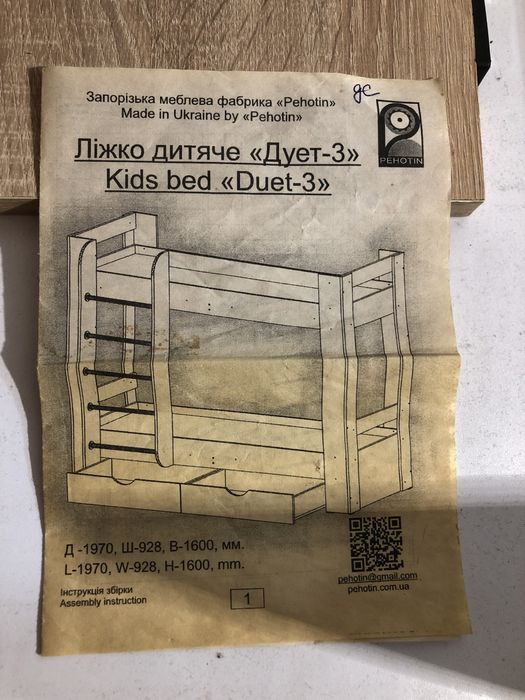 Запорізька меблева фабрика «Pehotin»
Made in Ukraine by «Pehotin»
дс
PEHOTIN
Ліжко дитяче «Дует-3»
Kids bed «Duet-3»
Д -1970, Ш-928, В-1600, мм.
L-1970, W-928, H-1600, mm.
Інструкція збірки
Assembly instruction
1
pehotin@gmail.com
pehotin.com.ua